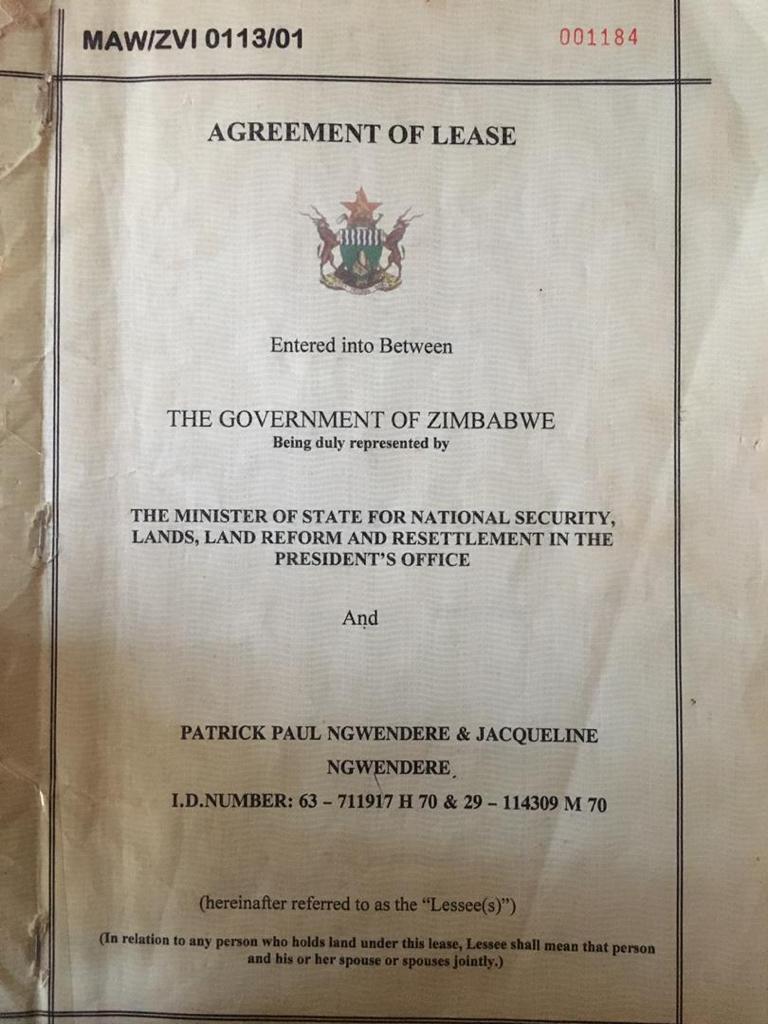 MAW/ZVI 0113/01
001184
AGREEMENT OF LEASE
Entered into Between
THE GOVERNMENT OF ZIMBABWE
Being duly represented by
THE MINISTER OF STATE FOR NATIONAL SECURITY,
LANDS, LAND REFORM AND RESETTLEMENT IN THE
PRESIDENT'S OFFICE
And
PATRICK PAUL NGWENDERE & JACQUELINE
NGWENDERE
I.D.NUMBER: 63 – 711917 H 70 & 29 – 114309 M 70
(hereinafter referred to as the “Lessee(s)”)
(In relation to any person who holds land under this lease, Lessee shall mean that person
and his or her spouse or spouses jointly.)